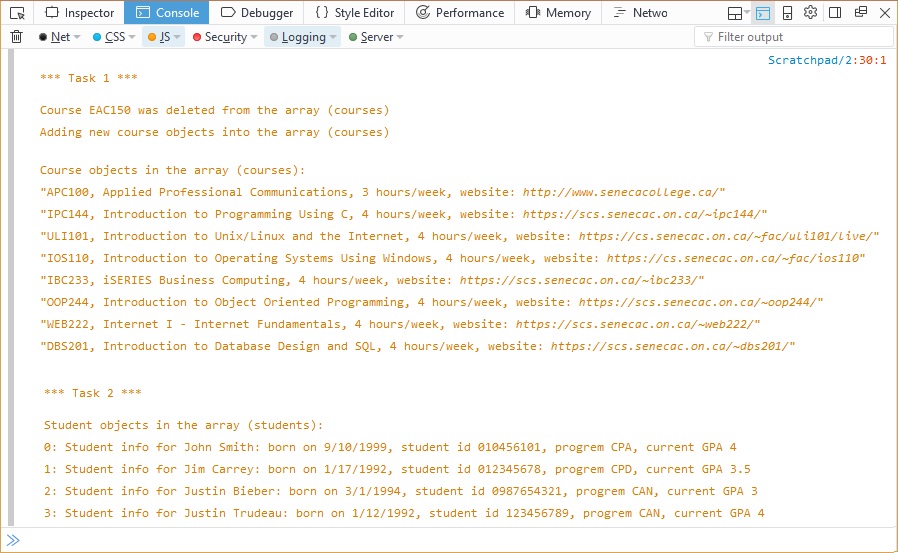 Inspector Console Debugger { } Style Editor Performance Memory Netwo
Net CSS JS Security Logging Server Filter output
Scratchpad/2:30:1
*** Task 1 ***
Course EAC150 was deleted from the array (courses)
Adding new course objects into the array (courses)
Course objects in the array (courses):
"APC100, Applied Professional Communications, 3 hours/week, website: http://www.senecacollege.ca/"
"IPC144, Introduction to Programming Using C, 4 hours/week, website: https://scs.senecac.on.ca/~ipc144/"
"ULI101, Introduction to Unix/Linux and the Internet, 4 hours/week, website: https://cs.senecac.on.ca/~fac/uli101/live/"
"IOS110, Introduction to Operating Systems Using Windows, 4 hours/week, website: https://cs.senecac.on.ca/~fac/ios110"
"IBC233, iSERIES Business Computing, 4 hours/week, website: https://scs.senecac.on.ca/~ibc233/"
"OOP244, Introduction to Object Oriented Programming, 4 hours/week, website: https://scs.senecac.on.ca/~oop244/"
"WEB222, Internet I - Internet Fundamentals, 4 hours/week, website: https://scs.senecac.on.ca/~web222/"
"DBS201, Introduction to Database Design and SQL, 4 hours/week, website: https://scs.senecac.on.ca/~dbs201/"
*** Task 2 ***
Student objects in the array (students):
0: Student info for John Smith: born on 9/10/1999, student id 010456101, progrem CPA, current GPA 4
1: Student info for Jim Carrey: born on 1/17/1992, student id 012345678, progrem CPD, current GPA 3.5
2: Student info for Justin Bieber: born on 3/1/1994, student id 0987654321, progrem CAN, current GPA 3
3: Student info for Justin Trudeau: born on 1/12/1992, student id 123456789, progrem CAN, current GPA 4